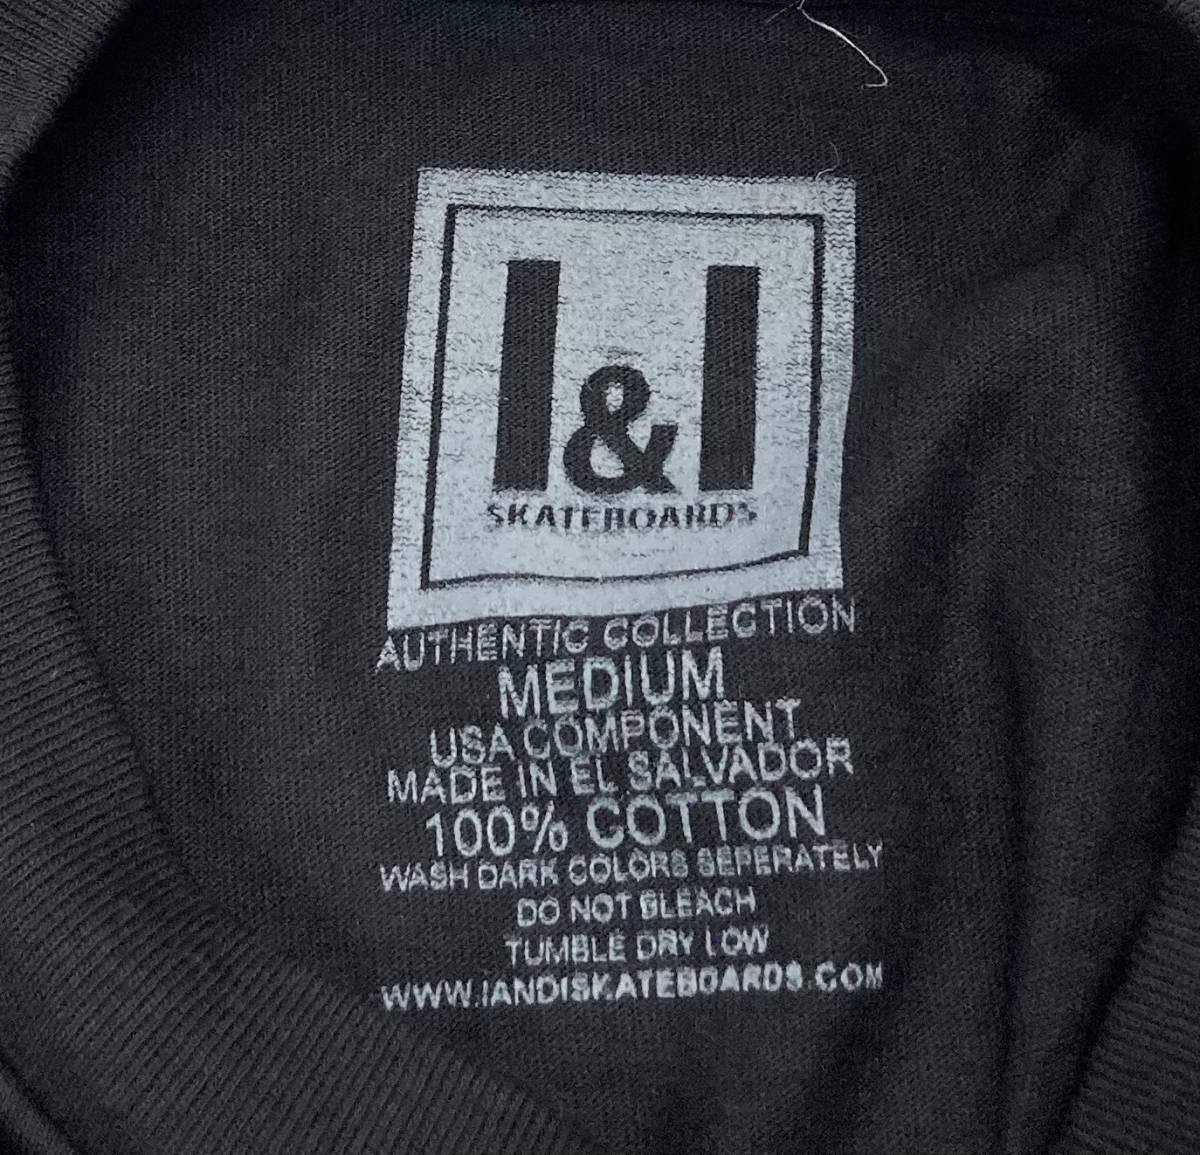 I&I
SKATEBOARDS
AUTHENTIC COLLECTION
MEDIUM
USA COMPONENT
MADE IN EL SALVADOR
100% COTTON
WASH DARK COLORS SEPERATELY
DO NOT BLEACH
TUMBLE DRY LOW
WWW.IANDISKATEBOARDS.COM